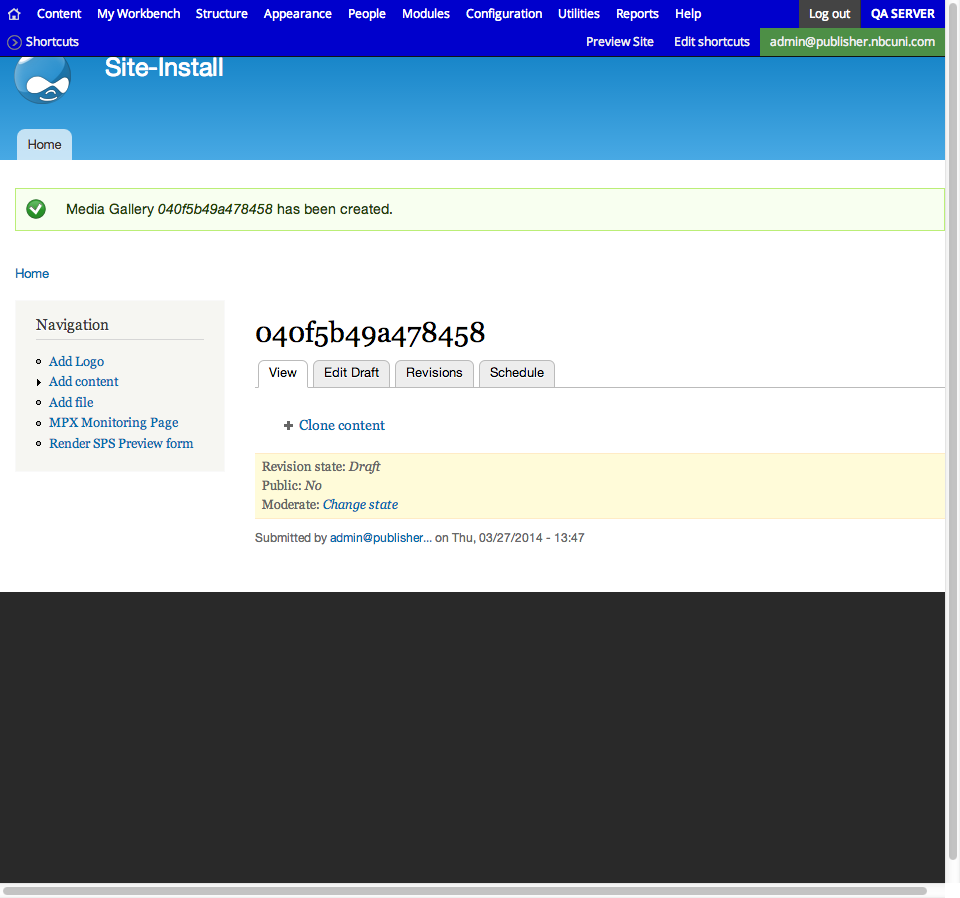 Content My Workbench Structure Appearance People Modules Configuration Utilities Reports Help Log out QA SERVER
Shortcuts Preview Site Edit shortcuts admin@publisher.nbcuni.com
Site-Install
Home
Media Gallery 040f5b49a478458 has been created.
Home
Navigation
Add Logo
Add content
Add file
MPX Monitoring Page
Render SPS Preview form
040f5b49a478458
View Edit Draft Revisions Schedule
Clone content
Revision state: Draft
Public: No
Moderate: Change state
Submitted by admin@publisher... on Thu, 03/27/2014 - 13:47